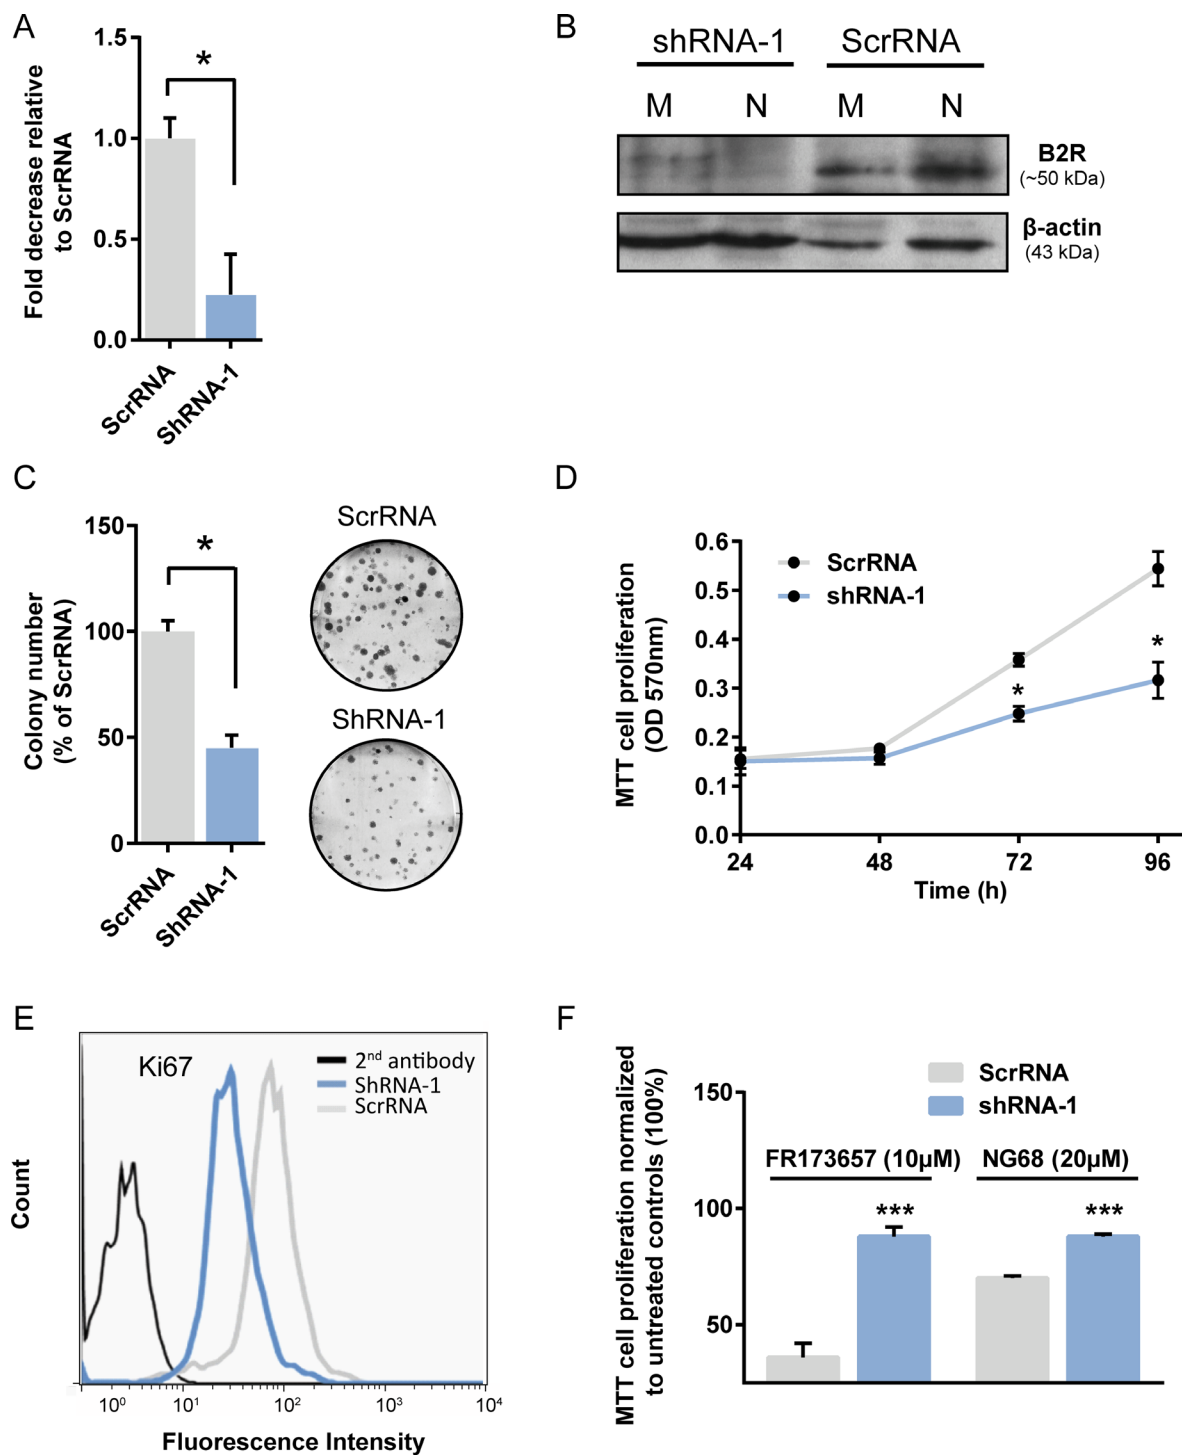 A
Fold decrease relative
to ScrRNA
1.5
1.0
0.5
0.0
*
ScrRNA
ShRNA-1
B
shRNA-1
ScrRNA
M
N
M
N
B2R
(~50 kDa)
β-actin
(43 kDa)
C
Colony number
(% of ScrRNA)
150
100
50
0
*
ScrRNA
ShRNA-1
ScrRNA
ShRNA-1
D
MTT cell proliferation
(OD 570nm)
0.6
0.5
0.4
0.3
0.2
0.1
0.0
ScrRNA
shRNA-1
*
*
24
48
72
96
Time (h)
E
Count
Ki67
2nd antibody
ShRNA-1
ScrRNA
10⁰
10¹
10²
10³
10⁴
Fluorescence Intensity
F
MTT cell proliferation normalized
to untreated controls (100%)
150
100
50
ScrRNA
shRNA-1
FR173657 (10µM)
NG68 (20µM)
***
***